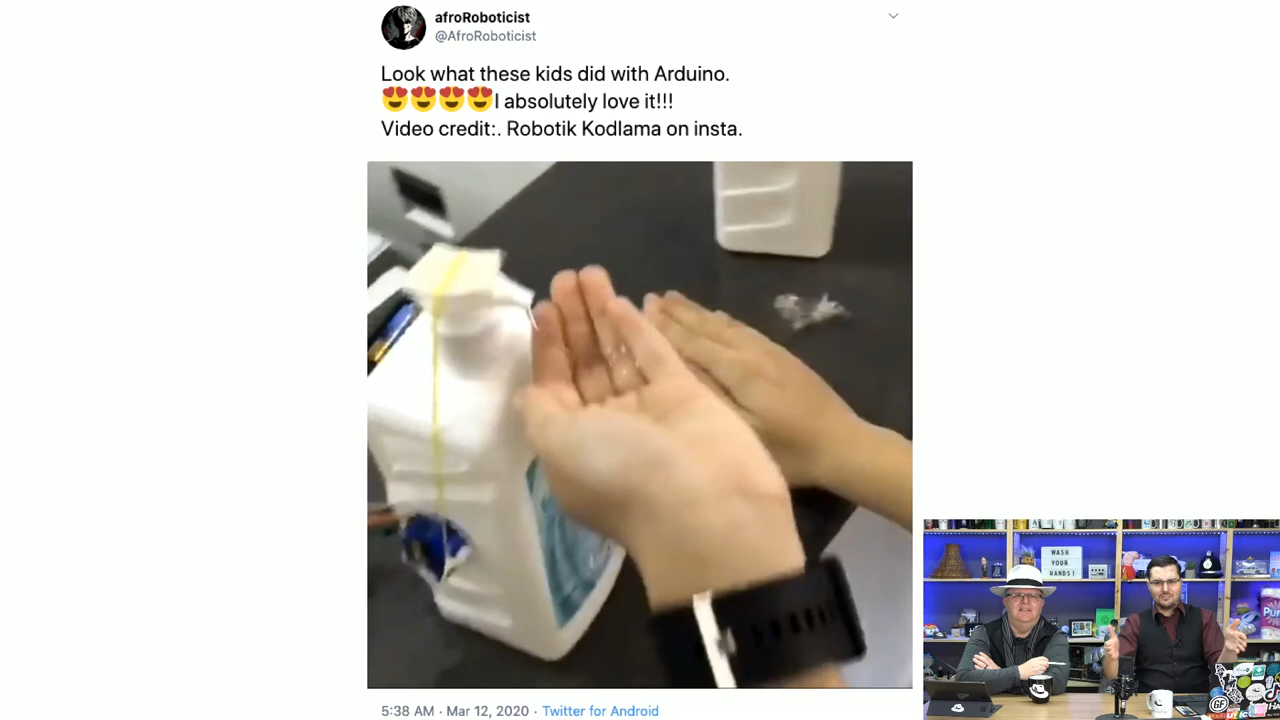 afroRoboticist
@AfroRoboticist
Look what these kids did with Arduino.
😍😍😍😍I absolutely love it!!!
Video credit:. Robotik Kodlama on insta.
5:38 AM · Mar 12, 2020 · Twitter for Android
WASH
YOUR
HANDS!
GF